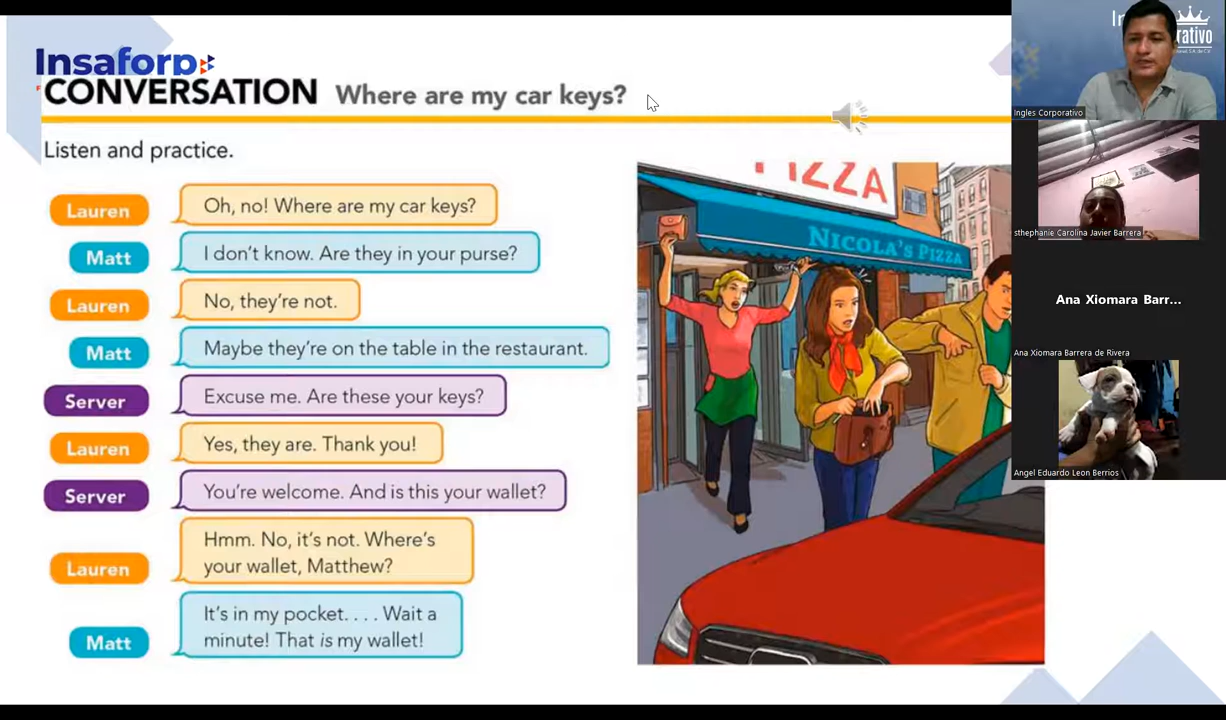 Insaforp
CONVERSATION Where are my car keys?
Listen and practice.
Lauren Oh, no! Where are my car keys?
Matt I don't know. Are they in your purse?
Lauren No, they're not.
Matt Maybe they're on the table in the restaurant.
Server Excuse me. Are these your keys?
Lauren Yes, they are. Thank you!
Server You're welcome. And is this your wallet?
Lauren Hmm. No, it's not. Where's
your wallet, Matthew?
Matt It's in my pocket. . . . Wait a
minute! That is my wallet!
PIZZA
NICOLA'S PIZZA
Ingles Corporativo
sthephanie Carolina Javier Barrera
Ana Xiomara Barr...
Ana Xiomara Barrera de Rivera
Angel Eduardo Leon Berrios